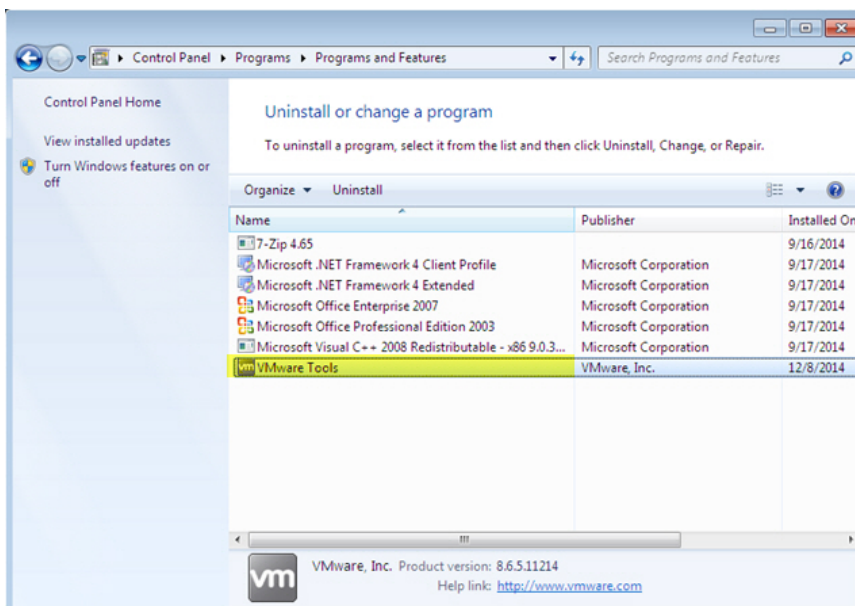 Control Panel ▸ Programs ▸ Programs and Features
Search Programs and Features
Control Panel Home
View installed updates
Turn Windows features on or
off
Uninstall or change a program
To uninstall a program, select it from the list and then click Uninstall, Change, or Repair.
Organize Uninstall
Name Publisher Installed On
7-Zip 4.65 9/16/2014
Microsoft .NET Framework 4 Client Profile Microsoft Corporation 9/17/2014
Microsoft .NET Framework 4 Extended Microsoft Corporation 9/17/2014
Microsoft Office Enterprise 2007 Microsoft Corporation 9/17/2014
Microsoft Office Professional Edition 2003 Microsoft Corporation 9/17/2014
Microsoft Visual C++ 2008 Redistributable - x86 9.0.3... Microsoft Corporation 9/17/2014
vm VMware Tools VMware, Inc. 12/8/2014
vm
VMware, Inc. Product version: 8.6.5.11214
Help link: http://www.vmware.com